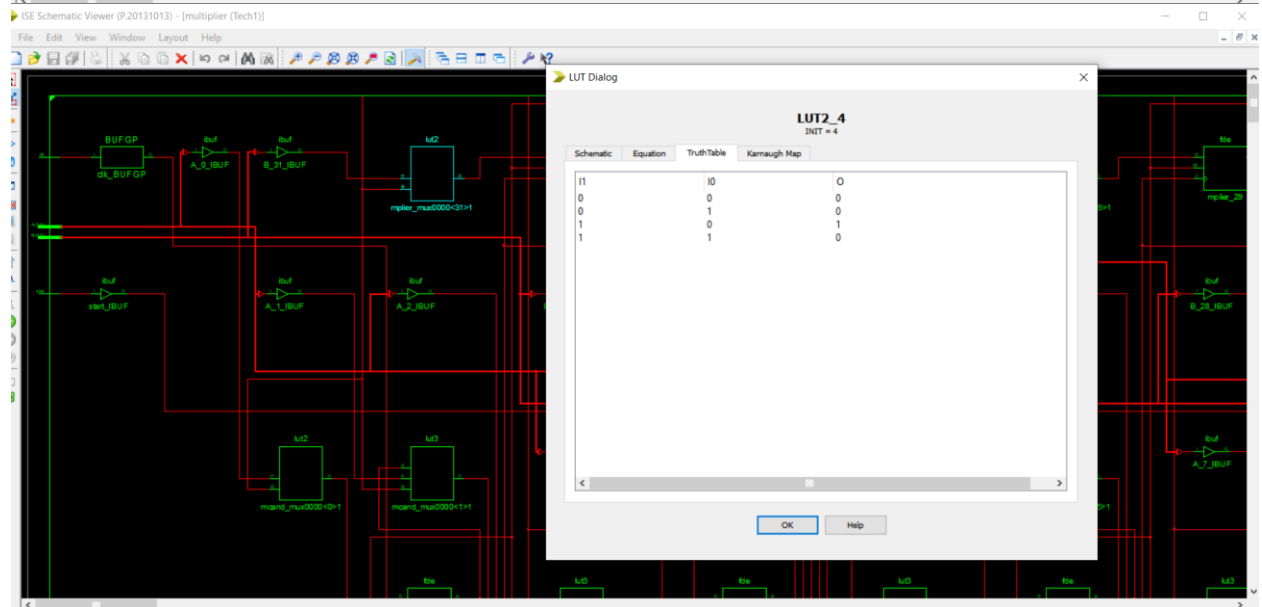 ISE Schematic Viewer (P.20131013) - [multiplier (Tech1)]
File Edit View Window Layout Help
LUT Dialog
LUT2_4
INIT = 4
Schematic Equation TruthTable Karnaugh Map
I1 I0 O
0 0 0
0 1 0
1 0 1
1 1 0
OK Help
BUFGP ibuf ibuf lut2
clk_BUFGP A_0_IBUF B_31_IBUF
mplier_mux0000<31>1
fde
mplier_29
ibuf ibuf ibuf
start_IBUF A_1_IBUF A_2_IBUF
ibuf
B_28_IBUF
lut2 lut3
mcand_mux0000<0>1 mcand_mux0000<1>1
ibuf
A_7_IBUF
fde lut3 fde lut3 fde lut3